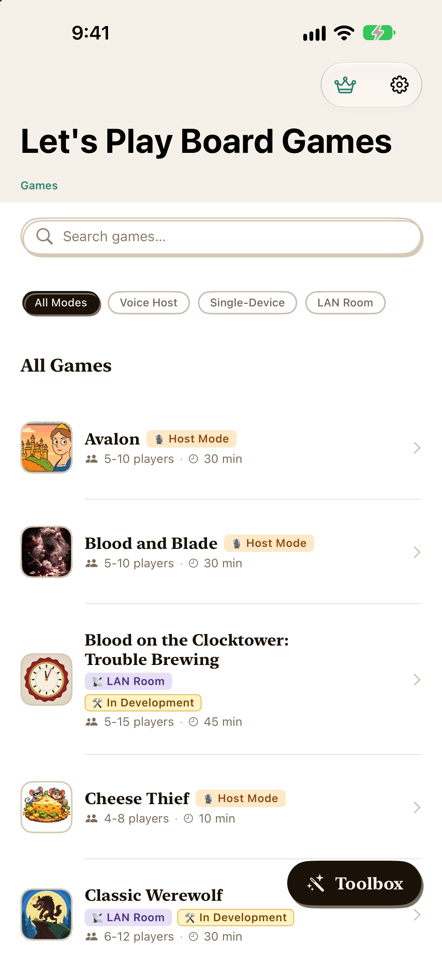 9:41
Let's Play Board Games
Games
Search games...
All Modes
Voice Host
Single-Device
LAN Room
All Games
Avalon Host Mode
5-10 players · 30 min
Blood and Blade Host Mode
5-10 players · 30 min
Blood on the Clocktower:
Trouble Brewing
LAN Room
In Development
5-15 players · 45 min
Cheese Thief Host Mode
4-8 players · 10 min
Classic Werewolf
LAN Room In Development
6-12 players · 30 min
Toolbox